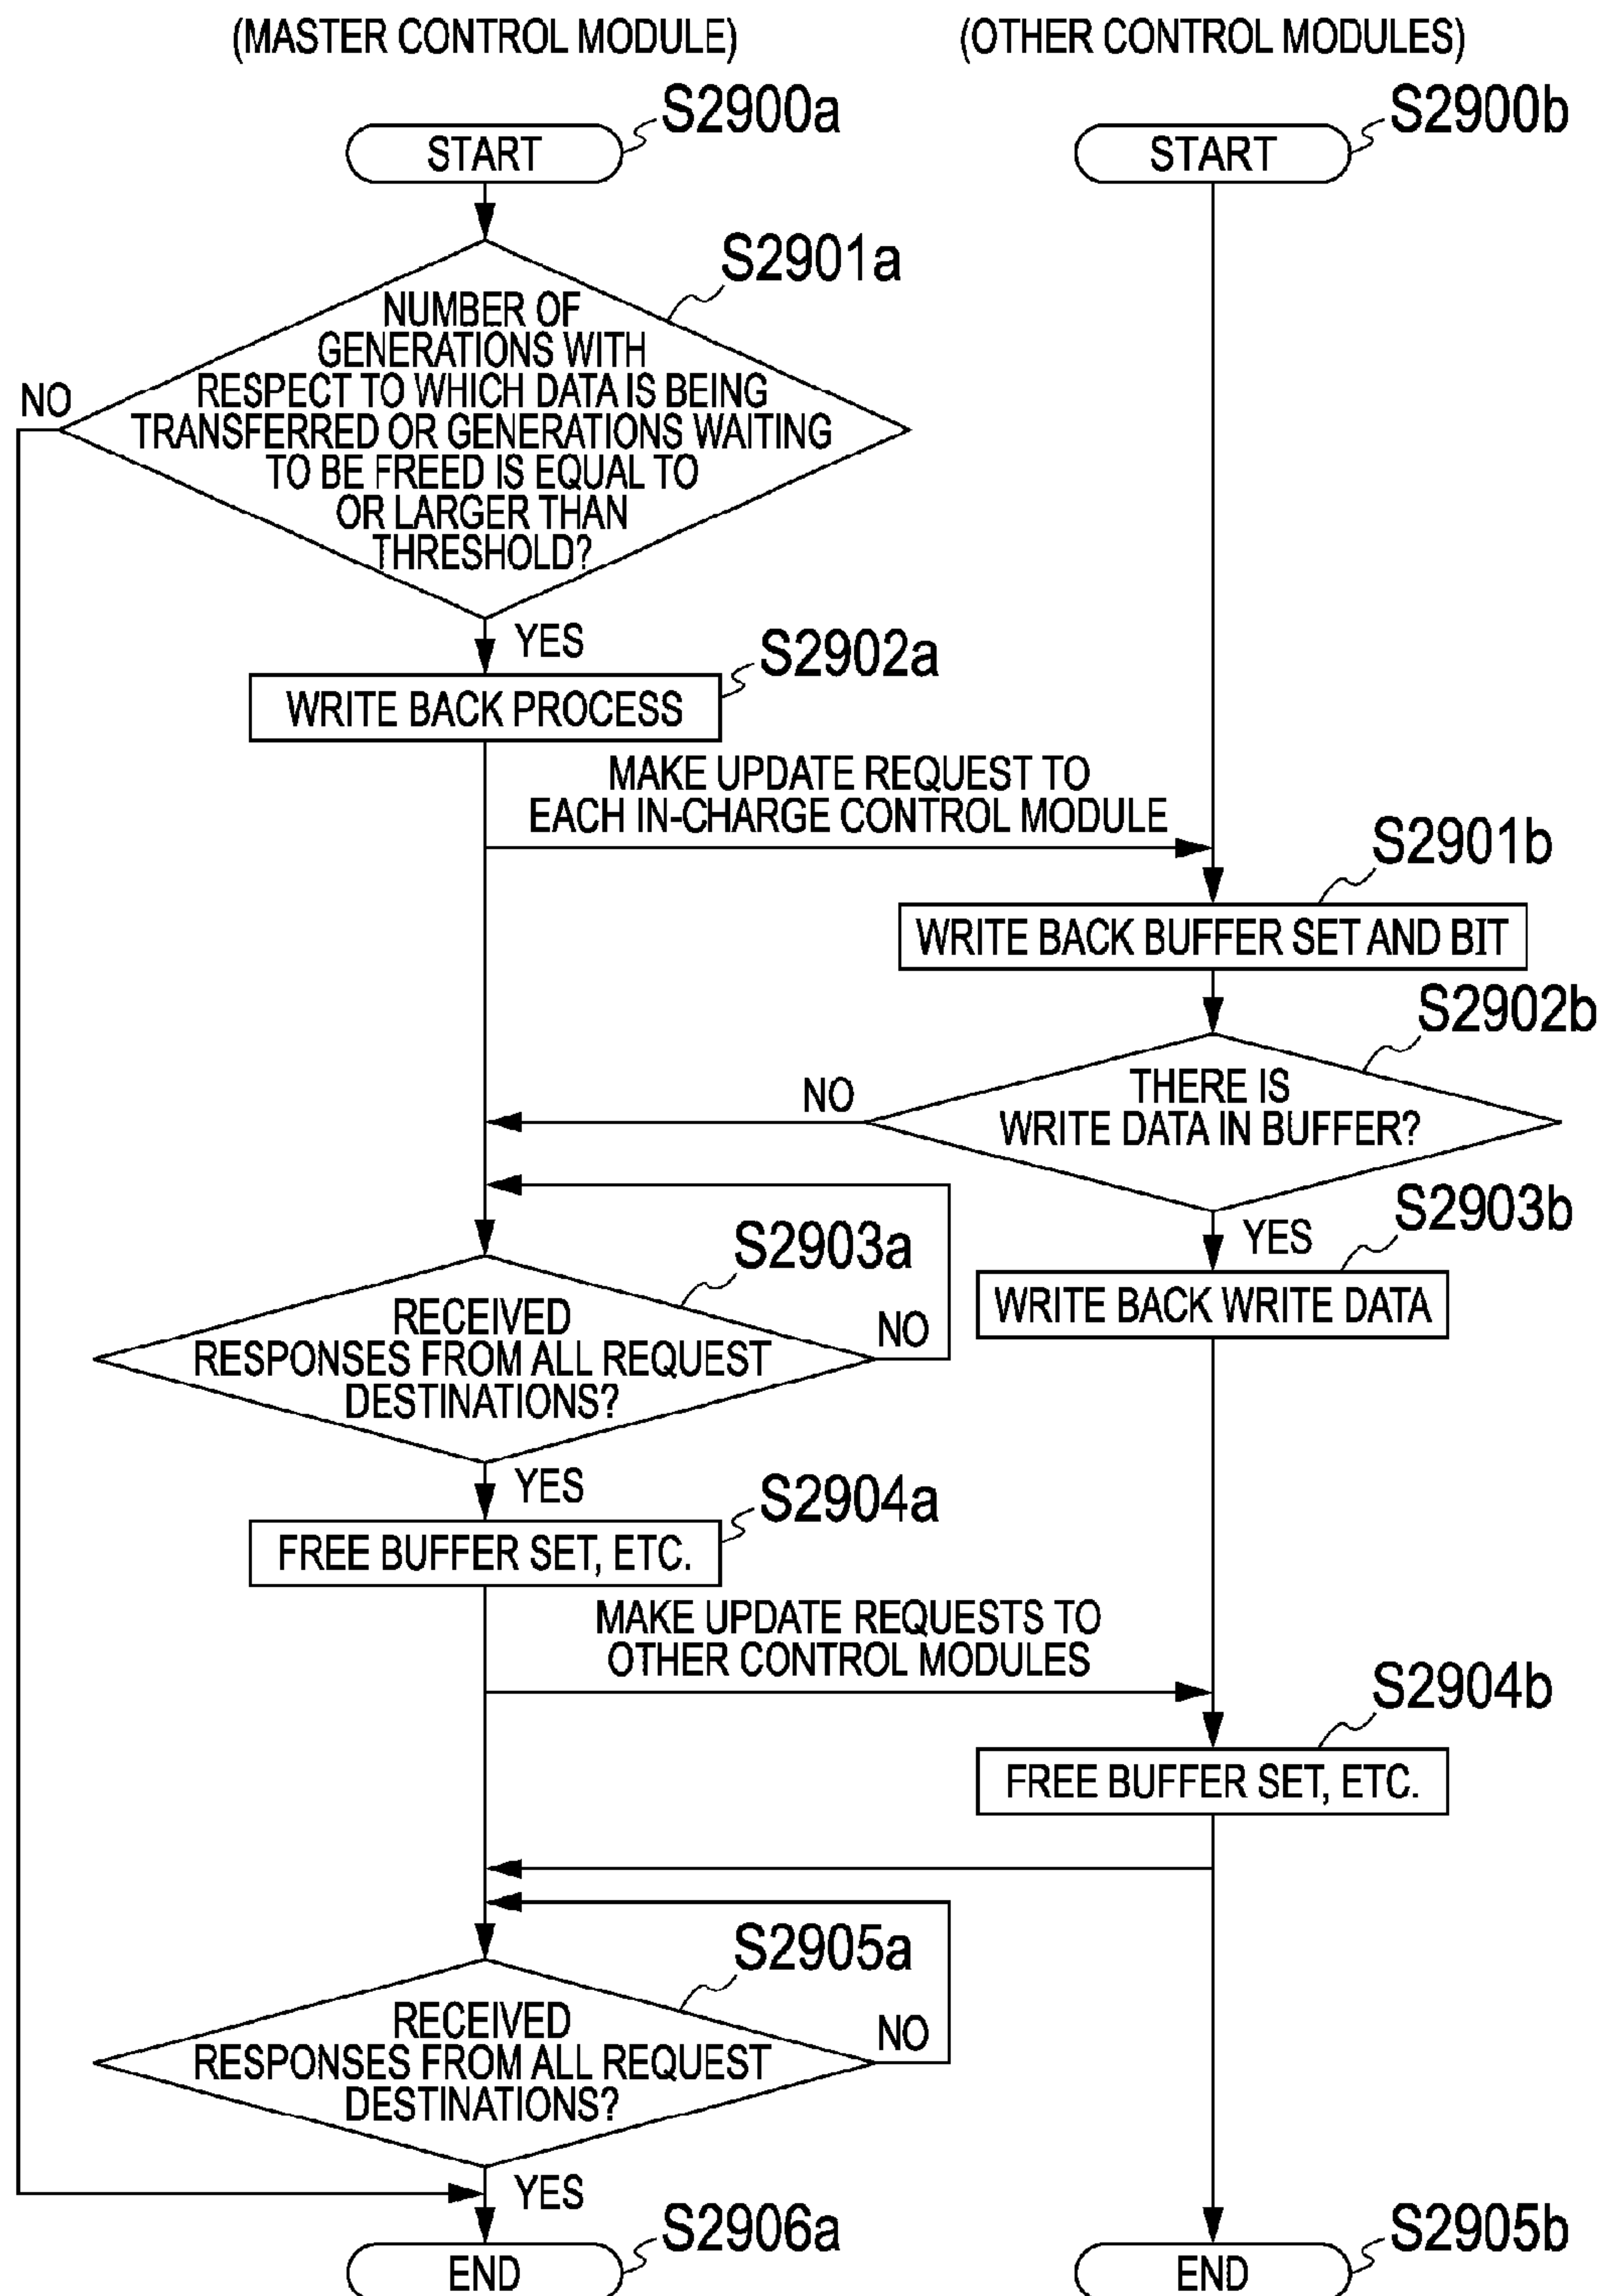 (MASTER CONTROL MODULE)
(OTHER CONTROL MODULES)
S2900a
S2900b
START
START
S2901a
NUMBER OF
GENERATIONS WITH
RESPECT TO WHICH DATA IS BEING
TRANSFERRED OR GENERATIONS WAITING
TO BE FREED IS EQUAL TO
OR LARGER THAN
THRESHOLD?
NO
YES
S2902a
WRITE BACK PROCESS
MAKE UPDATE REQUEST TO
EACH IN-CHARGE CONTROL MODULE
S2901b
WRITE BACK BUFFER SET AND BIT
S2902b
THERE IS
WRITE DATA IN BUFFER?
NO
YES
S2903b
WRITE BACK WRITE DATA
S2903a
RECEIVED
RESPONSES FROM ALL REQUEST
DESTINATIONS?
NO
YES
S2904a
FREE BUFFER SET, ETC.
MAKE UPDATE REQUESTS TO
OTHER CONTROL MODULES
S2904b
FREE BUFFER SET, ETC.
S2905a
RECEIVED
RESPONSES FROM ALL REQUEST
DESTINATIONS?
NO
YES
S2906a
END
S2905b
END